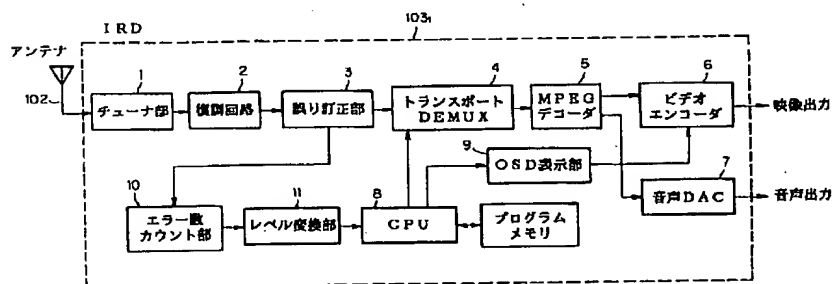 IRD
103₁
アンテナ
102
1
チューナ部
2
復調回路
3
誤り訂正部
4
トランスポート
DEMUX
5
MPEG
デコーダ
6
ビデオ
エンコーダ
映像出力
9
OSD表示部
7
音声DAC
音声出力
10
エラー数
カウント部
11
レベル変換部
8
CPU
プログラム
メモリ